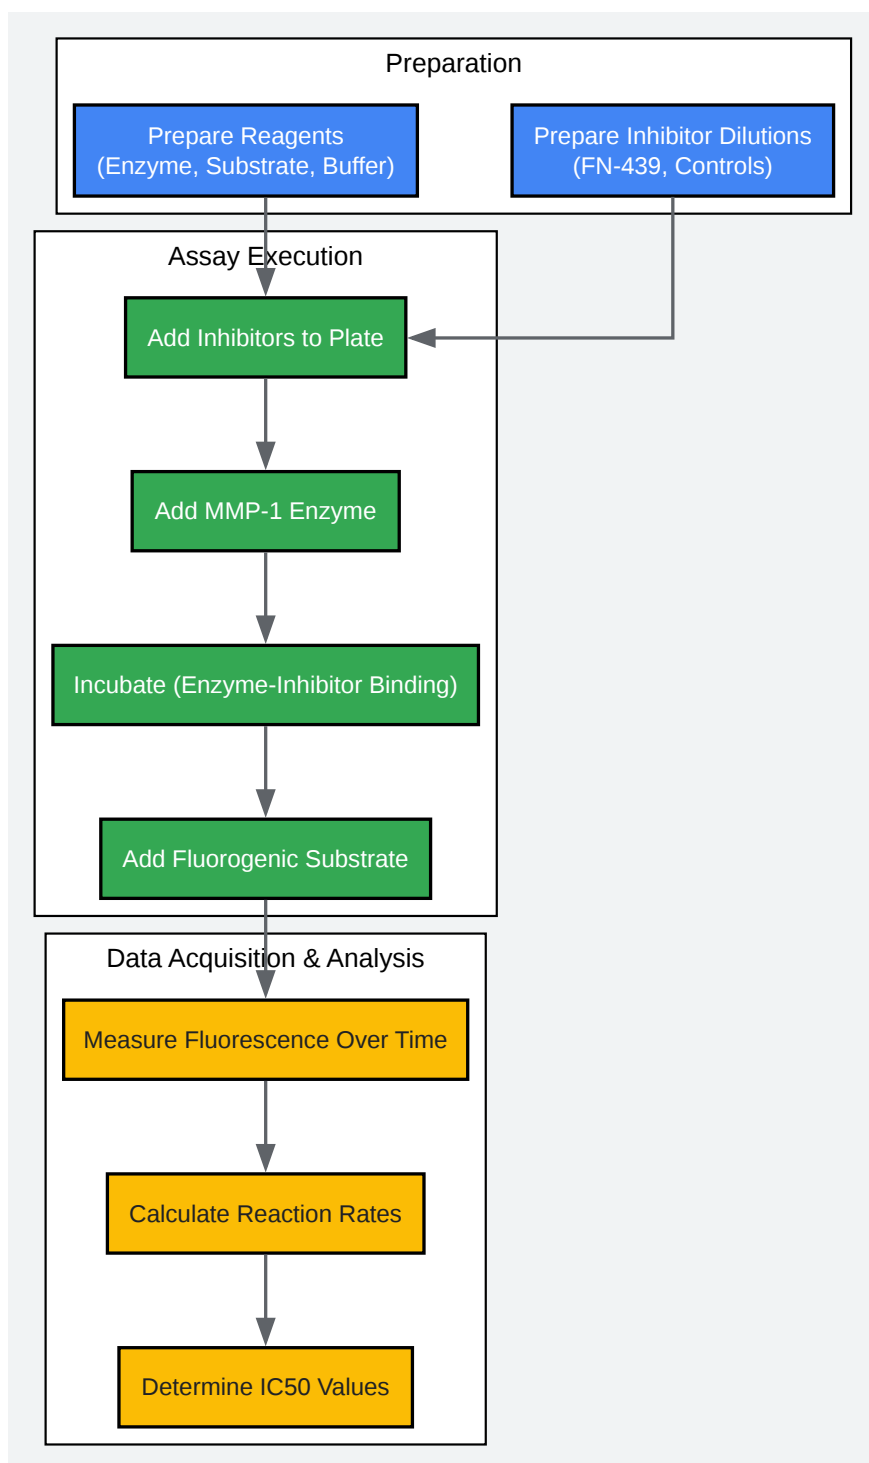 Preparation
Prepare Reagents
(Enzyme, Substrate, Buffer)
Prepare Inhibitor Dilutions
(FN-439, Controls)
Assay Execution
Add Inhibitors to Plate
Add MMP-1 Enzyme
Incubate (Enzyme-Inhibitor Binding)
Add Fluorogenic Substrate
Data Acquisition & Analysis
Measure Fluorescence Over Time
Calculate Reaction Rates
Determine IC50 Values